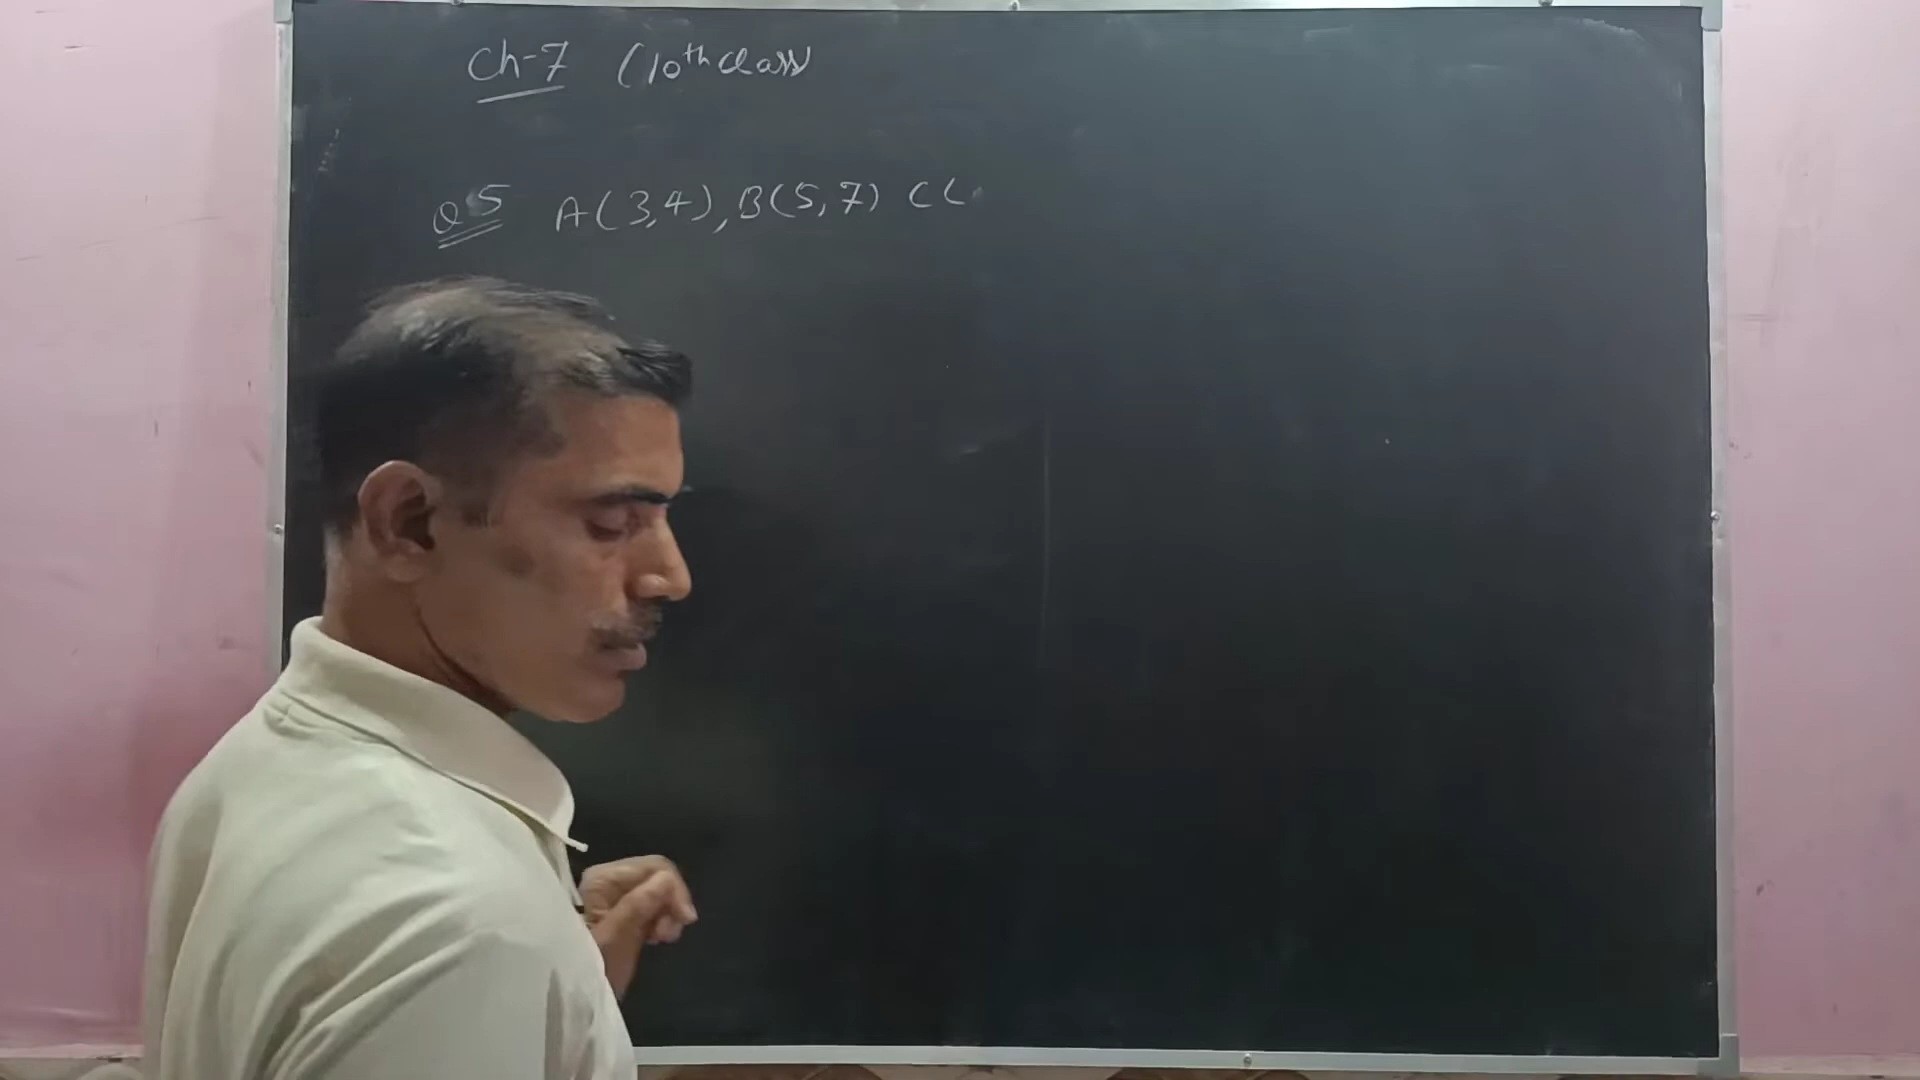 Ch-7 (10th class
Q5 A(3,4), B(5,7) C(